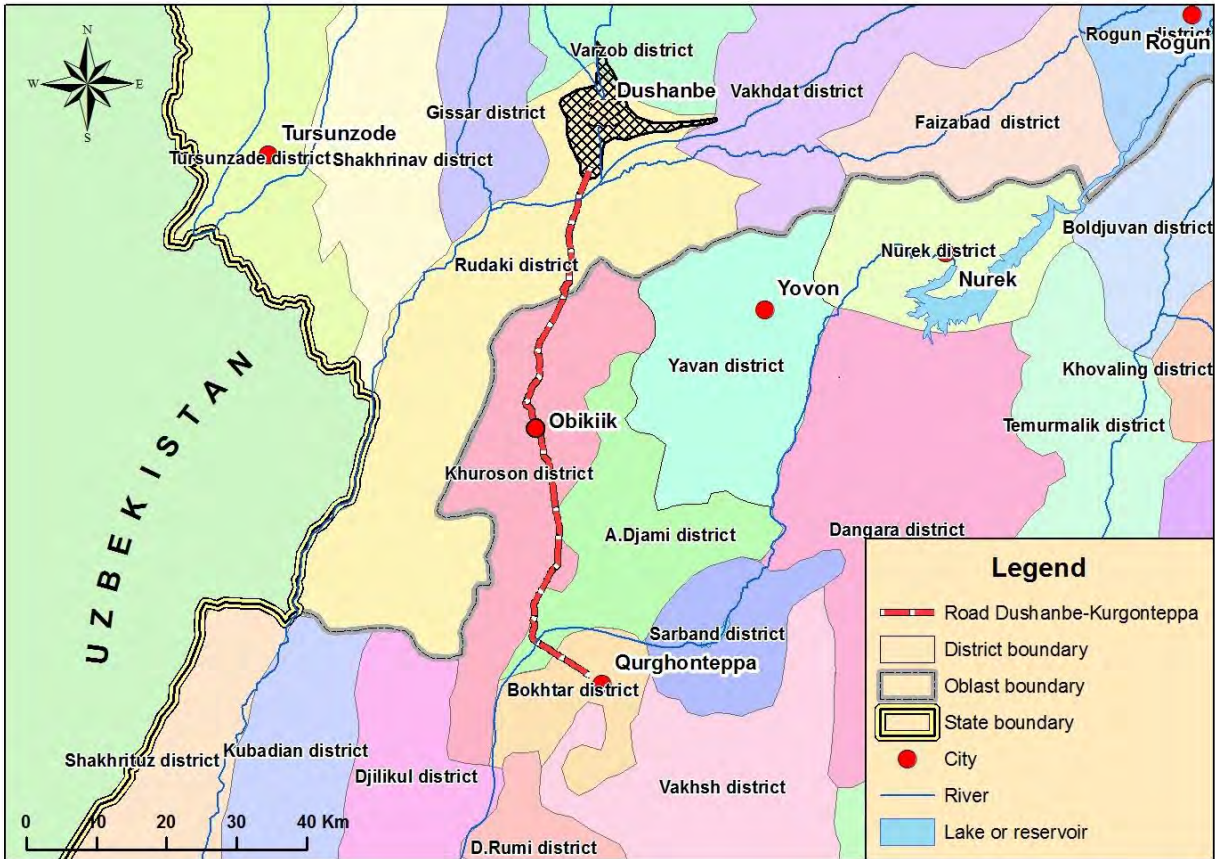 N
W
E
S
Varzob district
Rogun district
Rogun
Dushanbe
Vakhdat district
Gissar district
Faizabad district
Tursunzode
Tursunzade district
Shakhrinav district
Boldjuvan district
Nurek district
Rudaki district
Nurek
Yovon
Yavan district
Khovaling district
UZBEKISTAN
Obikiik
Temurmalik district
Khuroson district
A.Djami district
Dangara district
Sarband district
Qurghonteppa
Bokhtar district
Shakhrituz district
Kubadian district
Djilikul district
Vakhsh district
D.Rumi district
0 10 20 30 40 Km
Legend
Road Dushanbe-Kurgonteppa
District boundary
Oblast boundary
State boundary
City
River
Lake or reservoir